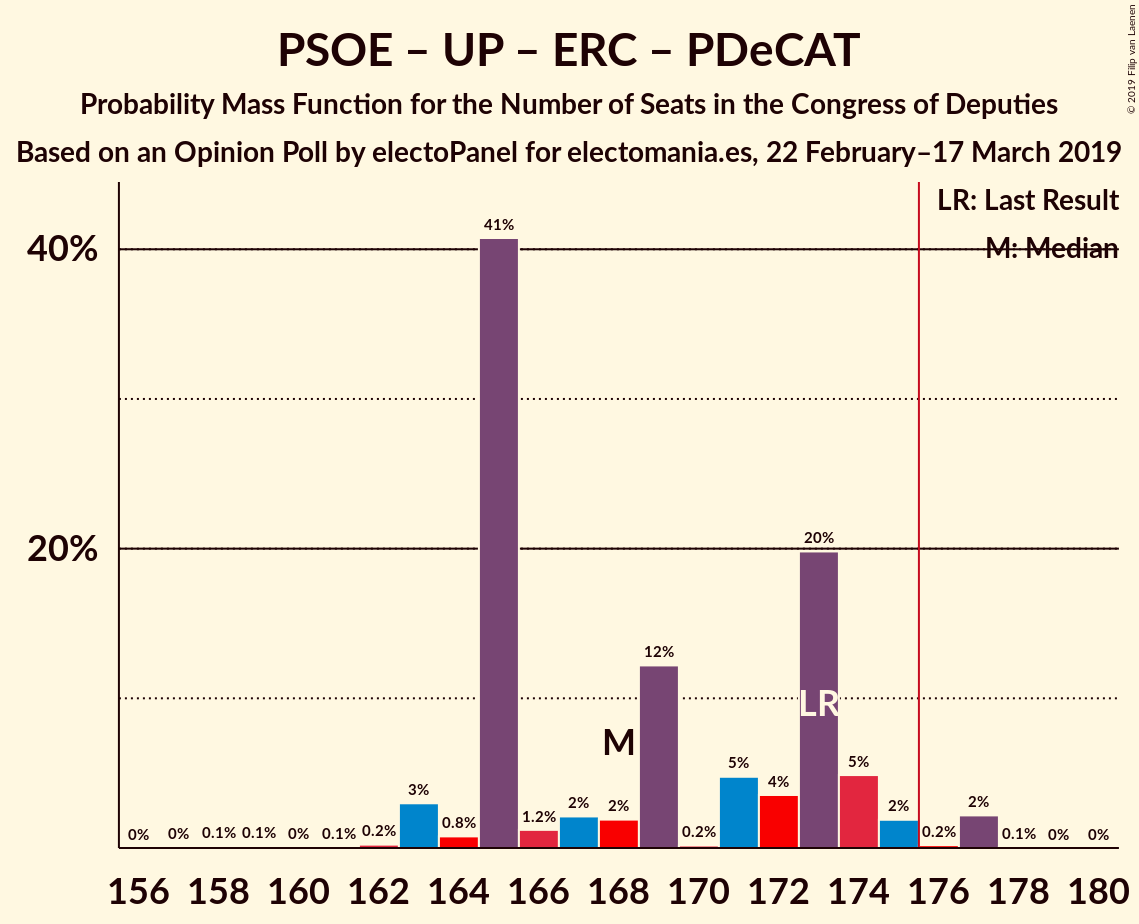 PSOE – UP – ERC – PDeCAT
Probability Mass Function for the Number of Seats in the Congress of Deputies
Based on an Opinion Poll by electoPanel for electomania.es, 22 February–17 March 2019
© 2019 Filip van Laenen
LR: Last Result
M: Median
40%
20%
0% 0% 0.1% 0.1% 0% 0.1% 0.2% 3% 0.8% 41% 1.2% 2% 2% 12% 0.2% 5% 4% 20% 5% 2% 0.2% 2% 0.1% 0% 0%
M
LR
156 158 160 162 164 166 168 170 172 174 176 178 180